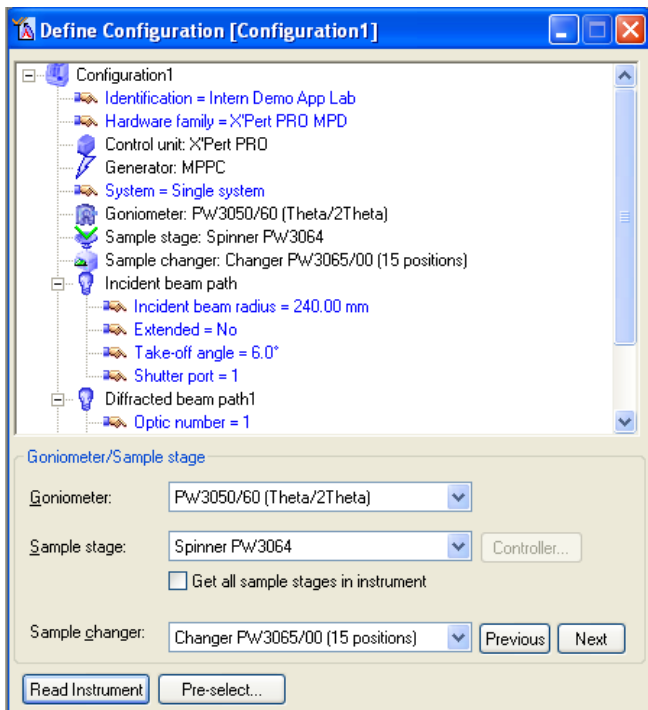 Define Configuration [Configuration1]
Configuration1
Identification = Intern Demo App Lab
Hardware family = X'Pert PRO MPD
Control unit: X'Pert PRO
Generator: MPPC
System = Single system
Goniometer: PW3050/60 (Theta/2Theta)
Sample stage: Spinner PW3064
Sample changer: Changer PW3065/00 (15 positions)
Incident beam path
Incident beam radius = 240.00 mm
Extended = No
Take-off angle = 6.0°
Shutter port = 1
Diffracted beam path1
Optic number = 1
Goniometer/Sample stage
Goniometer: PW3050/60 (Theta/2Theta)
Sample stage: Spinner PW3064 Controller...
Get all sample stages in instrument
Sample changer: Changer PW3065/00 (15 positions) Previous Next
Read Instrument Pre-select...